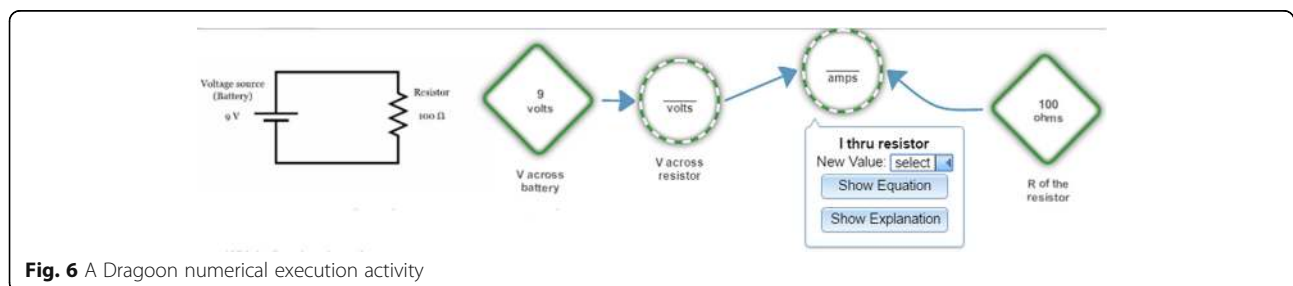 Voltage source
(Battery)
9 V
Resistor
100 Ω
9
volts
V across
battery
volts
V across
resistor
amps
I thru resistor
New Value: select
Show Equation
Show Explanation
100
ohms
R of the
resistor
Fig. 6 A Dragoon numerical execution activity